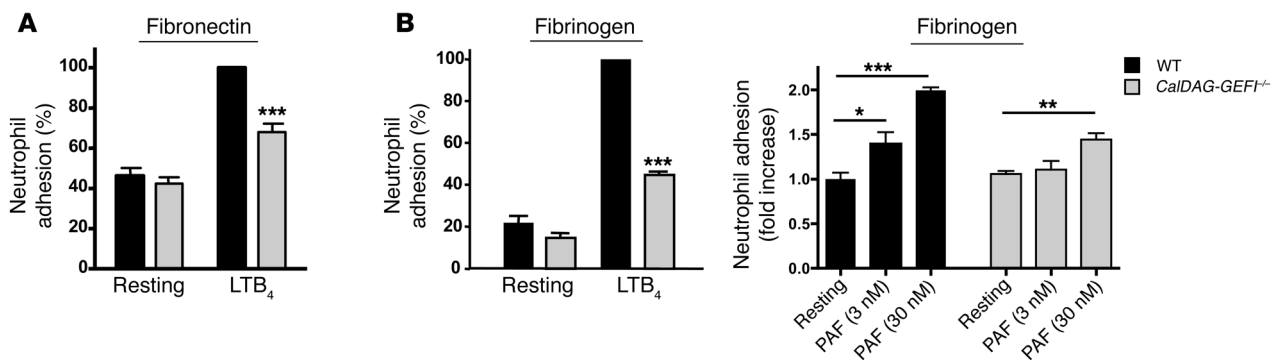 A
Fibronectin
Neutrophil
adhesion (%)
100
80
60
40
20
0
***
Resting
LTB4
B
Fibrinogen
Neutrophil
adhesion (%)
100
80
60
40
20
0
***
Resting
LTB4
Fibrinogen
Neutrophil adhesion
(fold increase)
2.0
1.5
1.0
0.5
0.0
***
*
**
Resting
PAF (3 nM)
PAF (30 nM)
Resting
PAF (3 nM)
PAF (30 nM)
WT
CalDAG-GEFI–/–